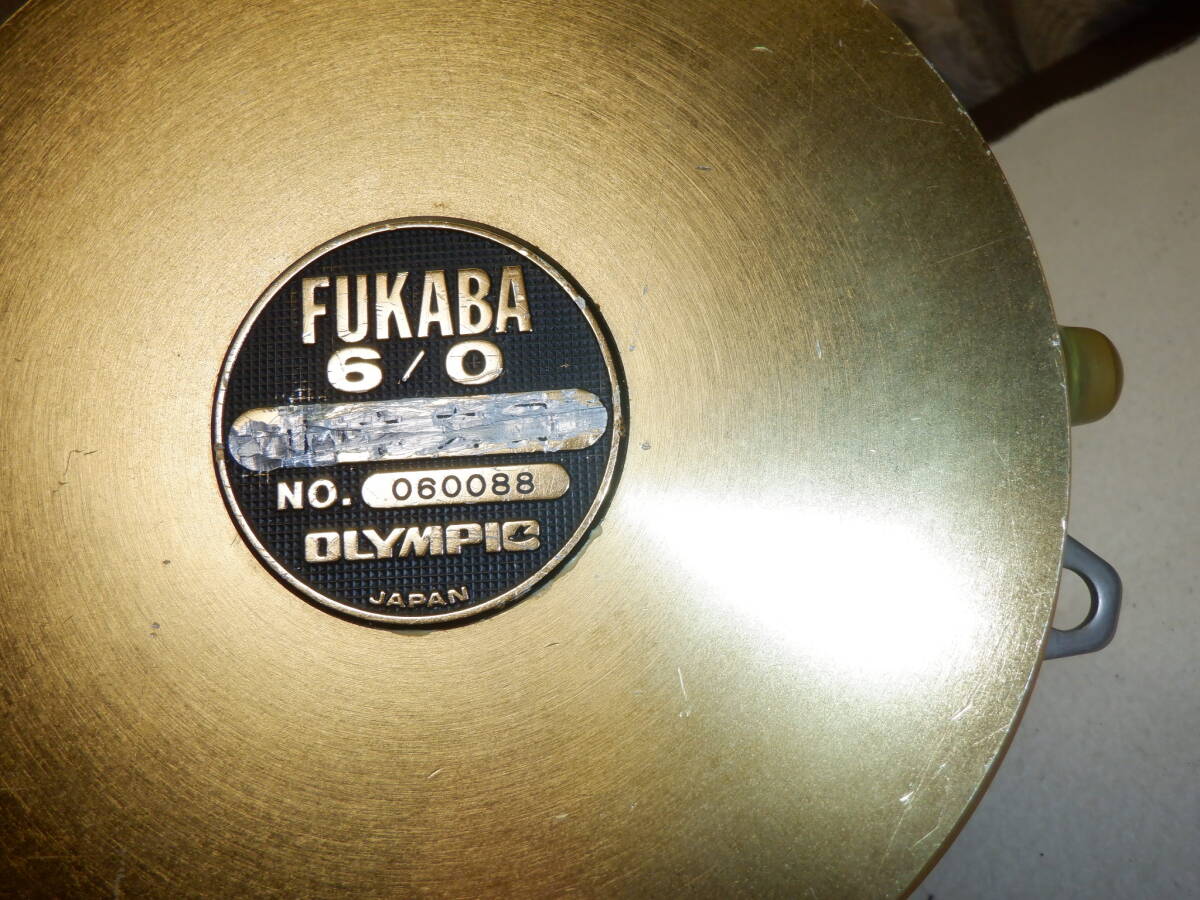 FUKABA
6/0
NO. 060088
OLYMPIC
JAPAN